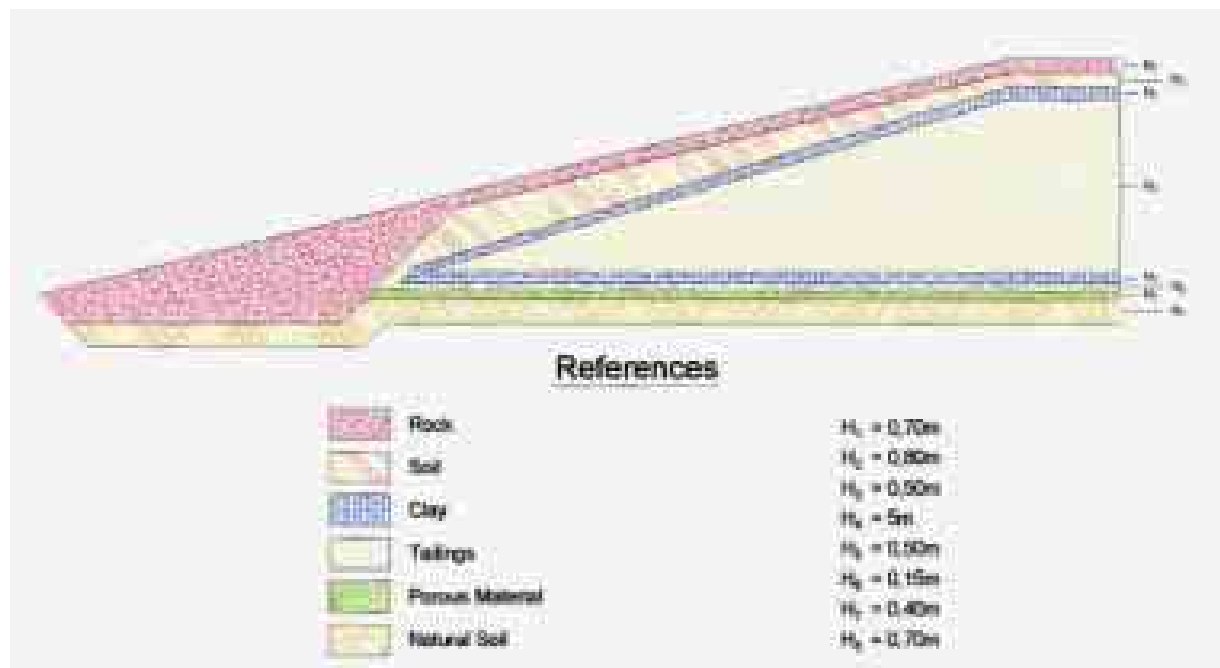 References
Rock
Soil
Clay
Tailings
Porous Material
Natural Soil
H₁ = 0,70m
H₂ = 0,80m
H₃ = 0,50m
H₄ = 5m
H₅ = 0,50m
H₆ = 0,15m
H₇ = 0,40m
H₈ = 0,70m